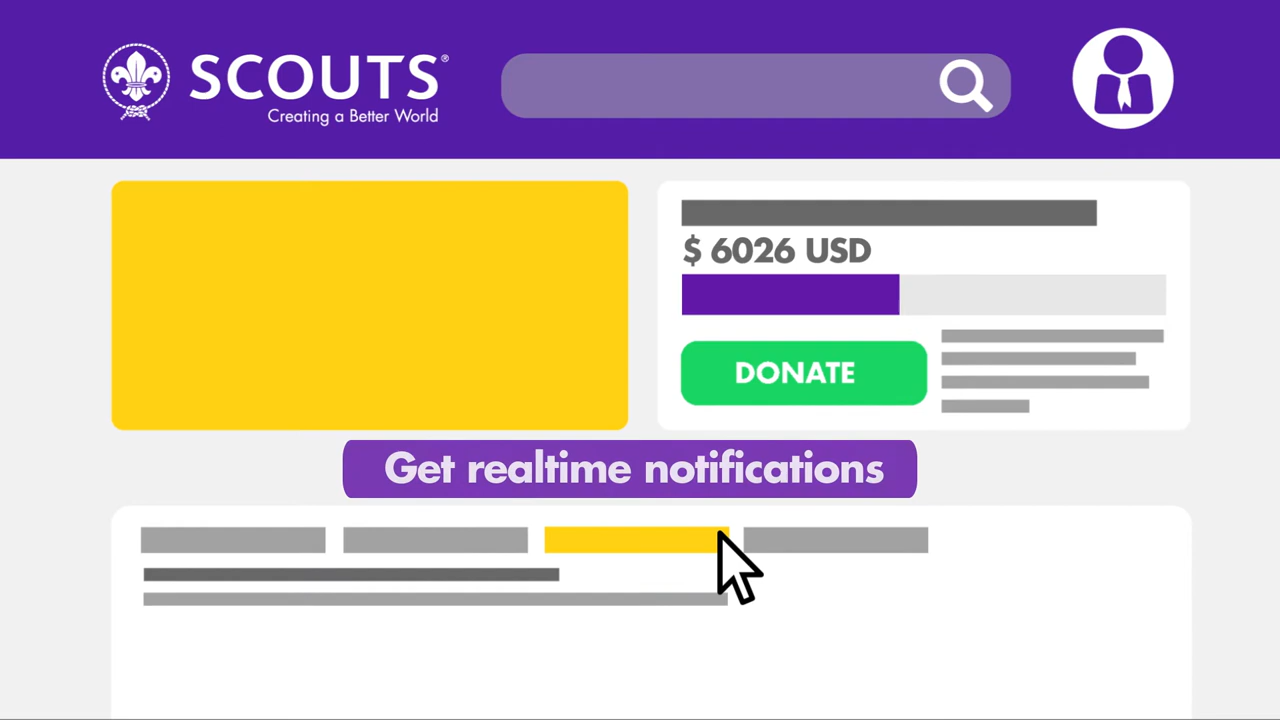 SCOUTS®
Creating a Better World
$ 6026 USD
DONATE
Get realtime notifications